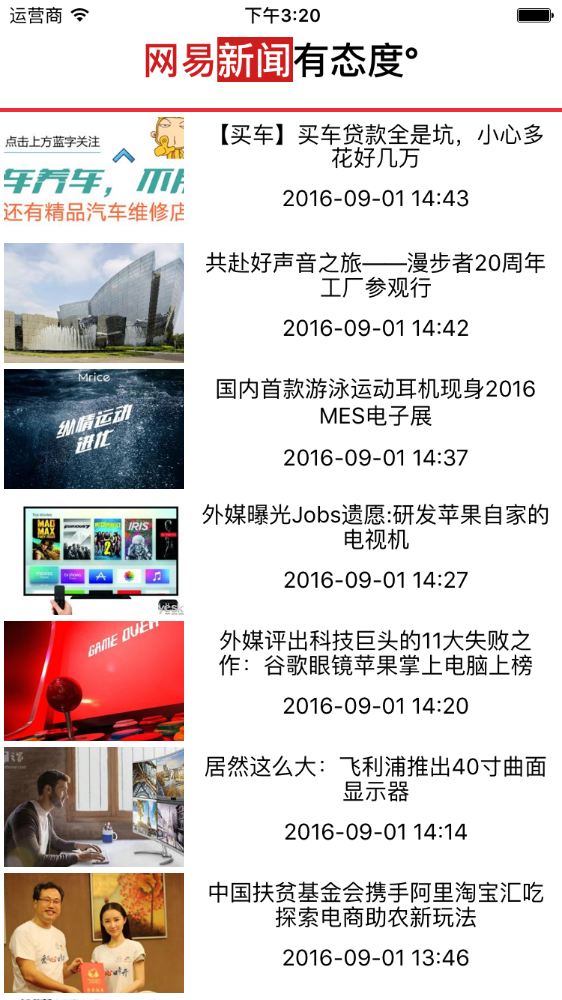 运营商
下午3:20
网易新闻有态度°
点击上方蓝字关注
车养车，不用
还有精品汽车维修店
【买车】买车贷款全是坑，小心多
花好几万
2016-09-01 14:43
共赴好声音之旅——漫步者20周年
工厂参观行
2016-09-01 14:42
Mrice
纵情运动
进化
国内首款游泳运动耳机现身2016
MES电子展
2016-09-01 14:37
MAD
MAX
2
IRIS
外媒曝光Jobs遗愿:研发苹果自家的
电视机
2016-09-01 14:27
GAME OVER
外媒评出科技巨头的11大失败之
作：谷歌眼镜苹果掌上电脑上榜
2016-09-01 14:20
居然这么大：飞利浦推出40寸曲面
显示器
2016-09-01 14:14
中国扶贫基金会携手阿里淘宝汇吃
探索电商助农新玩法
2016-09-01 13:46